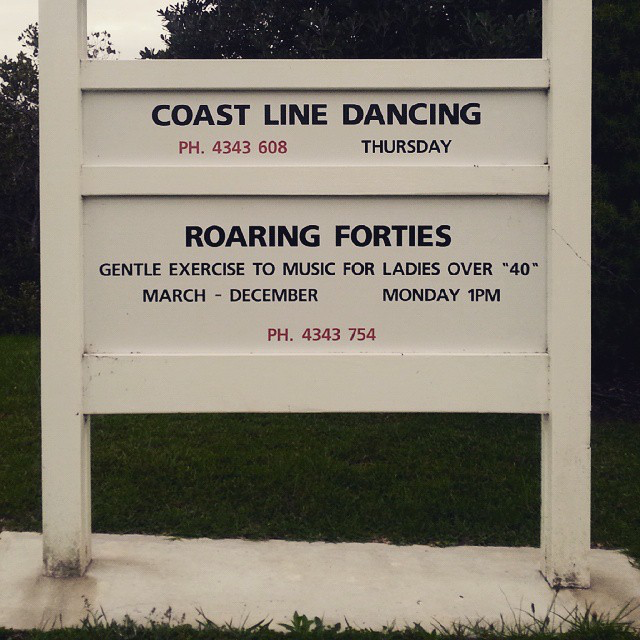 COAST LINE DANCING
PH. 4343 608 THURSDAY
ROARING FORTIES
GENTLE EXERCISE TO MUSIC FOR LADIES OVER "40"
MARCH - DECEMBER MONDAY 1PM
PH. 4343 754